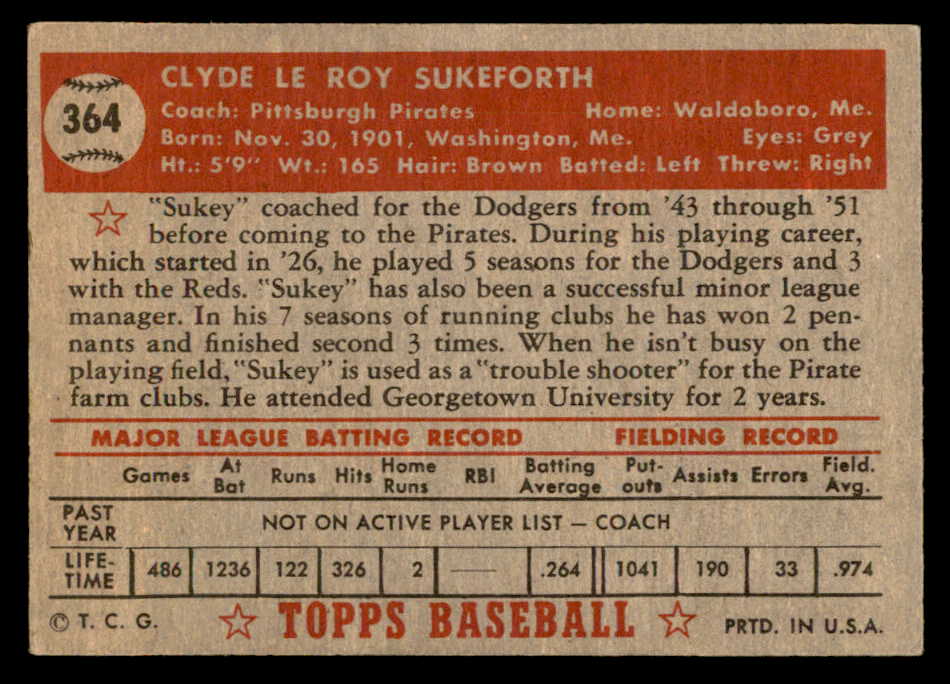 364
CLYDE LE ROY SUKEFORTH
Coach: Pittsburgh Pirates Home: Waldoboro, Me.
Born: Nov. 30, 1901, Washington, Me. Eyes: Grey
Ht.: 5'9" Wt.: 165 Hair: Brown Batted: Left Threw: Right
"Sukey" coached for the Dodgers from '43 through '51
before coming to the Pirates. During his playing career,
which started in '26, he played 5 seasons for the Dodgers and 3
with the Reds. "Sukey" has also been a successful minor league
manager. In his 7 seasons of running clubs he has won 2 pen-
nants and finished second 3 times. When he isn't busy on the
playing field, "Sukey" is used as a "trouble shooter" for the Pirate
farm clubs. He attended Georgetown University for 2 years.
MAJOR LEAGUE BATTING RECORD FIELDING RECORD
Games At Bat Runs Hits Home Runs RBI Batting Average Put-outs Assists Errors Field. Avg.
PAST YEAR NOT ON ACTIVE PLAYER LIST — COACH
LIFE-TIME 486 1236 122 326 2 —— .264 1041 190 33 .974
© T. C. G. TOPPS BASEBALL PRTD. IN U.S.A.